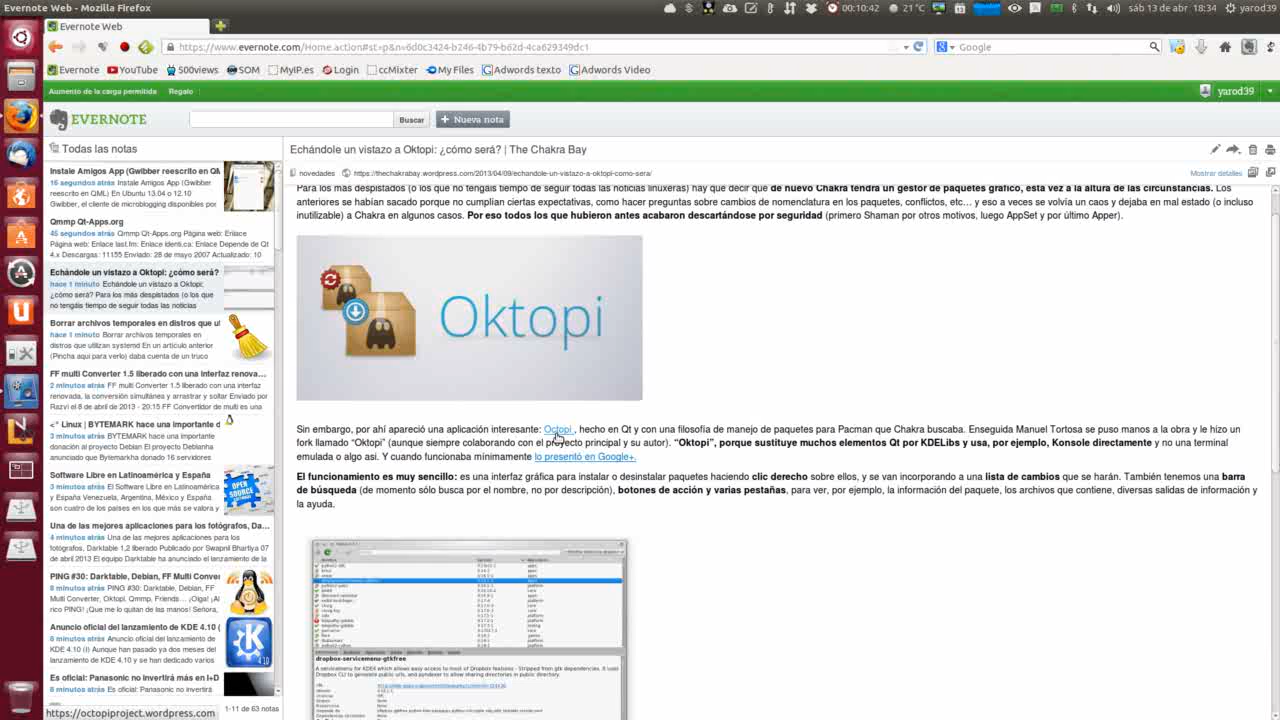 Evernote Web - Mozilla Firefox
00:10:42
21°C
sáb 13 de abr 18:34
yarod39
Evernote Web
https://www.evernote.com/Home.action#st=p&n=6d0c3424-b246-4b79-b62d-4ca629349dc1
Google
Evernote YouTube 500views SOM MyIP.es Login ccMixter My Files Adwords texto Adwords Video
Aumento de la carga permitida Regalo
yarod39
EVERNOTE
Buscar
+ Nueva nota
Todas las notas
Instale Amigos App (Gwibber reescrito en QM
16 segundos atrás Instale Amigos App (Gwibber
reescrito en QML) En Ubuntu 13.04 o 12.10
Gwibber, el cliente de microblogging disponibles por
Qmmp Qt-Apps.org
45 segundos atrás Qmmp Qt-Apps.org Página web: Enlace
Página web: Enlace last.fm: Enlace identi.ca: Enlace Depende de Qt
4.x Descargas: 11155 Enviado: 28 de mayo 2007 Actualizado: 10
Echándole un vistazo a Oktopi: ¿cómo será?
hace 1 minuto Echándole un vistazo a Oktopi:
¿cómo será? Para los más despistados (o los que
no tengáis tiempo de seguir todas las noticias
Borrar archivos temporales en distros que ut
hace 1 minuto Borrar archivos temporales en
distros que utilizan systemd En un artículo anterior
(Pincha aquí para verlo) daba cuenta de un truco
FF multi Converter 1.5 liberado con una interfaz renova...
2 minutos atrás FF multi Converter 1.5 liberado con una interfaz
renovada, la conversión simultánea y arrastrar y soltar Enviado por
Razvi el 8 de abril de 2013 - 20:15 FF Convertidor de multi es una
<° Linux | BYTEMARK hace una importante d
3 minutos atrás BYTEMARK hace una importante
donación al proyecto Debian El proyecto Debianha
anunciado que Bytemarkha donado 16 servidores
Software Libre en Latinoamérica y España
3 minutos atrás Software Libre en Latinoamérica
y España Venezuela, Argentina, México y España
son cuatro de los países en los que más se valora y
OPEN SOURCE
Una de las mejores aplicaciones para los fotógrafos, Da...
4 minutos atrás Una de las mejores aplicaciones para los
fotógrafos, Darktable 1,2 liberado Publicado por Swapnil Bhartiya 07
de abril 2013 El equipo Darktable ha anunciado el lanzamiento de la
PING #30: Darktable, Debian, FF Multi Conver
8 minutos atrás PING #30: Darktable, Debian, FF
Multi Converter, Oktopi, Qmmp, Friends… ¡Oiga! ¡Al
rico PING! ¡Que me lo quitan de las manos! Señora,
Anuncio oficial del lanzamiento de KDE 4.10 (
8 minutos atrás Anuncio oficial del lanzamiento de
KDE 4.10 (I) Aunque han pasado ya dos meses del
lanzamiento de KDE 4.10 y se han dedicado varios
4.10
Es oficial: Panasonic no invertirá más en I+D
8 minutos atrás Es oficial: Panasonic no invertirá
1-11 de 63 notas
https://octopiproject.wordpress.com
Echándole un vistazo a Oktopi: ¿cómo será? | The Chakra Bay
novedades https://thechakrabay.wordpress.com/2013/04/09/echandole-un-vistazo-a-oktopi-como-sera/
Mostrar detalles
Para los más despistados (o los que no tengáis tiempo de seguir todas las noticias linuxeras) hay que decir que de nuevo Chakra tendrá un gestor de paquetes gráfico, esta vez a la altura de las circunstancias. Los
anteriores se habían sacado porque no cumplían ciertas expectativas, como hacer preguntas sobre cambios de nomenclatura en los paquetes, conflictos, etc… y eso a veces se volvía un caos y dejaba en mal estado (o incluso
inutilizable) a Chakra en algunos casos. Por eso todos los que hubieron antes acabaron descartándose por seguridad (primero Shaman por otros motivos, luego AppSet y por último Apper).
Oktopi
Sin embargo, por ahí apareció una aplicación interesante: Octopi , hecho en Qt y con una filosofía de manejo de paquetes para Pacman que Chakra buscaba. Enseguida Manuel Tortosa se puso manos a la obra y le hizo un
fork llamado “Oktopi” (aunque siempre colaborando con el proyecto principal y su autor). “Oktopi”, porque sustituye muchos elementos Qt por KDELibs y usa, por ejemplo, Konsole directamente y no una terminal
emulada o algo asi. Y cuando funcionaba mínimamente lo presentó en Google+.
El funcionamiento es muy sencillo: es una interfaz gráfica para instalar o desinstalar paquetes haciendo clic derecho sobre ellos, y se van incorporando a una lista de cambios que se harán. También tenemos una barra
de búsqueda (de momento sólo busca por el nombre, no por descripción), botones de acción y varias pestañas, para ver, por ejemplo, la información del paquete, los archivos que contiene, diversas salidas de información y
la ayuda.
dropbox-servicemenu-gtkfree